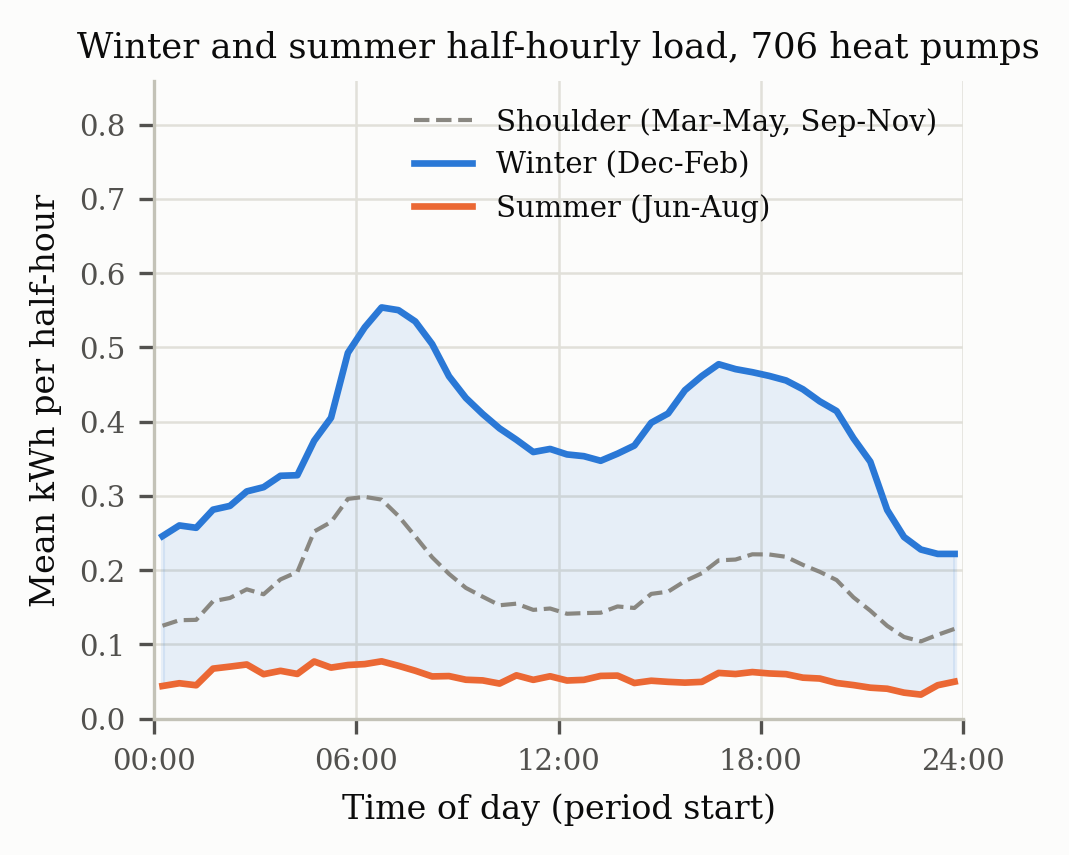 Winter and summer half-hourly load, 706 heat pumps
Shoulder (Mar-May, Sep-Nov)
Winter (Dec-Feb)
Summer (Jun-Aug)
Mean kWh per half-hour
0.8
0.7
0.6
0.5
0.4
0.3
0.2
0.1
0.0
00:00 06:00 12:00 18:00 24:00
Time of day (period start)